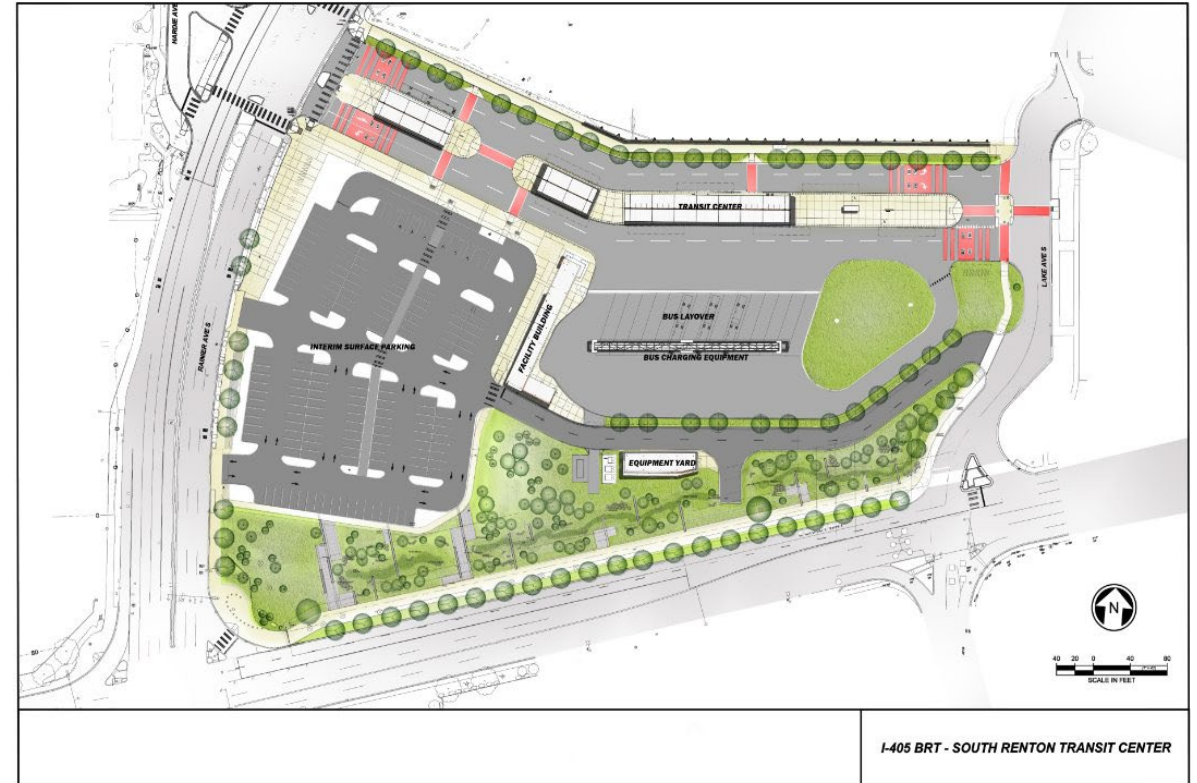 HARDIE AVE
TRANSIT CENTER
LAKE AVE S
BUS LAYOVER
FACILITY BUILDING
INTERIM SURFACE PARKING
RAINIER AVE S
BUS CHARGING EQUIPMENT
EQUIPMENT YARD
N
40 20 0 40 80
SCALE IN FEET
I-405 BRT - SOUTH RENTON TRANSIT CENTER